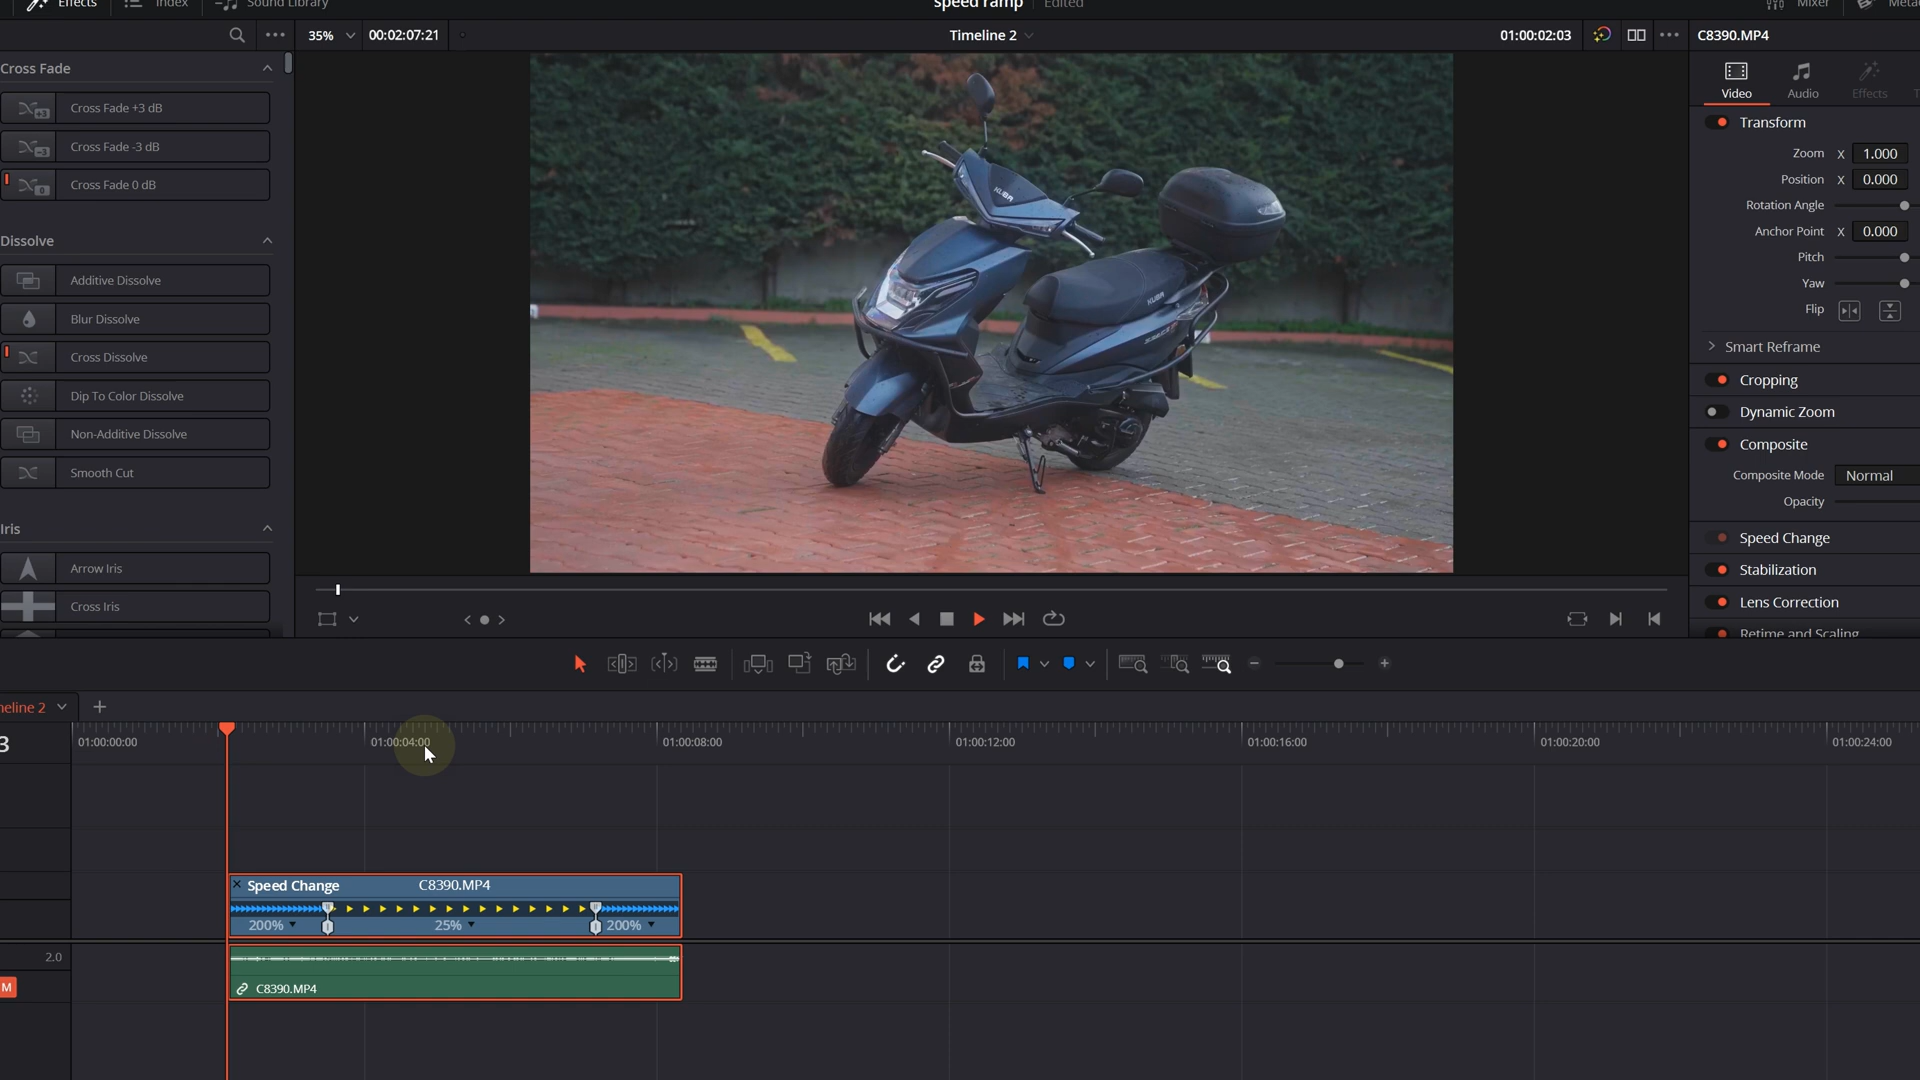 Effects
Index
Sound Library
speed ramp
Edited
Mixer
35%
00:02:07:21
Timeline 2
01:00:02:03
C8390.MP4
Cross Fade
Cross Fade +3 dB
Cross Fade -3 dB
Cross Fade 0 dB
Dissolve
Additive Dissolve
Blur Dissolve
Cross Dissolve
Dip To Color Dissolve
Non-Additive Dissolve
Smooth Cut
Iris
Arrow Iris
Cross Iris
KUBA
KUBA
Video
Audio
Effects
Transform
Zoom X 1.000
Position X 0.000
Rotation Angle
Anchor Point X 0.000
Pitch
Yaw
Flip
Smart Reframe
Cropping
Dynamic Zoom
Composite
Composite Mode Normal
Opacity
Speed Change
Stabilization
Lens Correction
Retime and Scaling
meline 2
3
01:00:00:00
01:00:04:00
01:00:08:00
01:00:12:00
01:00:16:00
01:00:20:00
01:00:24:00
Speed Change
C8390.MP4
200%
25%
200%
2.0
M
C8390.MP4